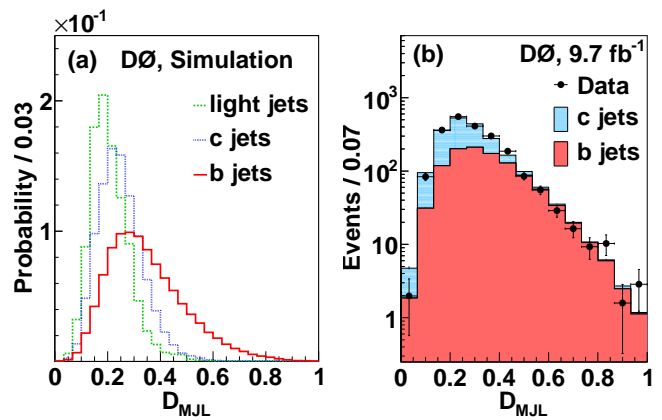 ×10⁻¹
(a) DØ, Simulation
light jets
c jets
b jets
Probability / 0.03
2
1
0 0.2 0.4 0.6 0.8 1
D_MJL
(b) DØ, 9.7 fb⁻¹
Data
c jets
b jets
Events / 0.07
10³
10²
10
1
0 0.2 0.4 0.6 0.8 1
D_MJL